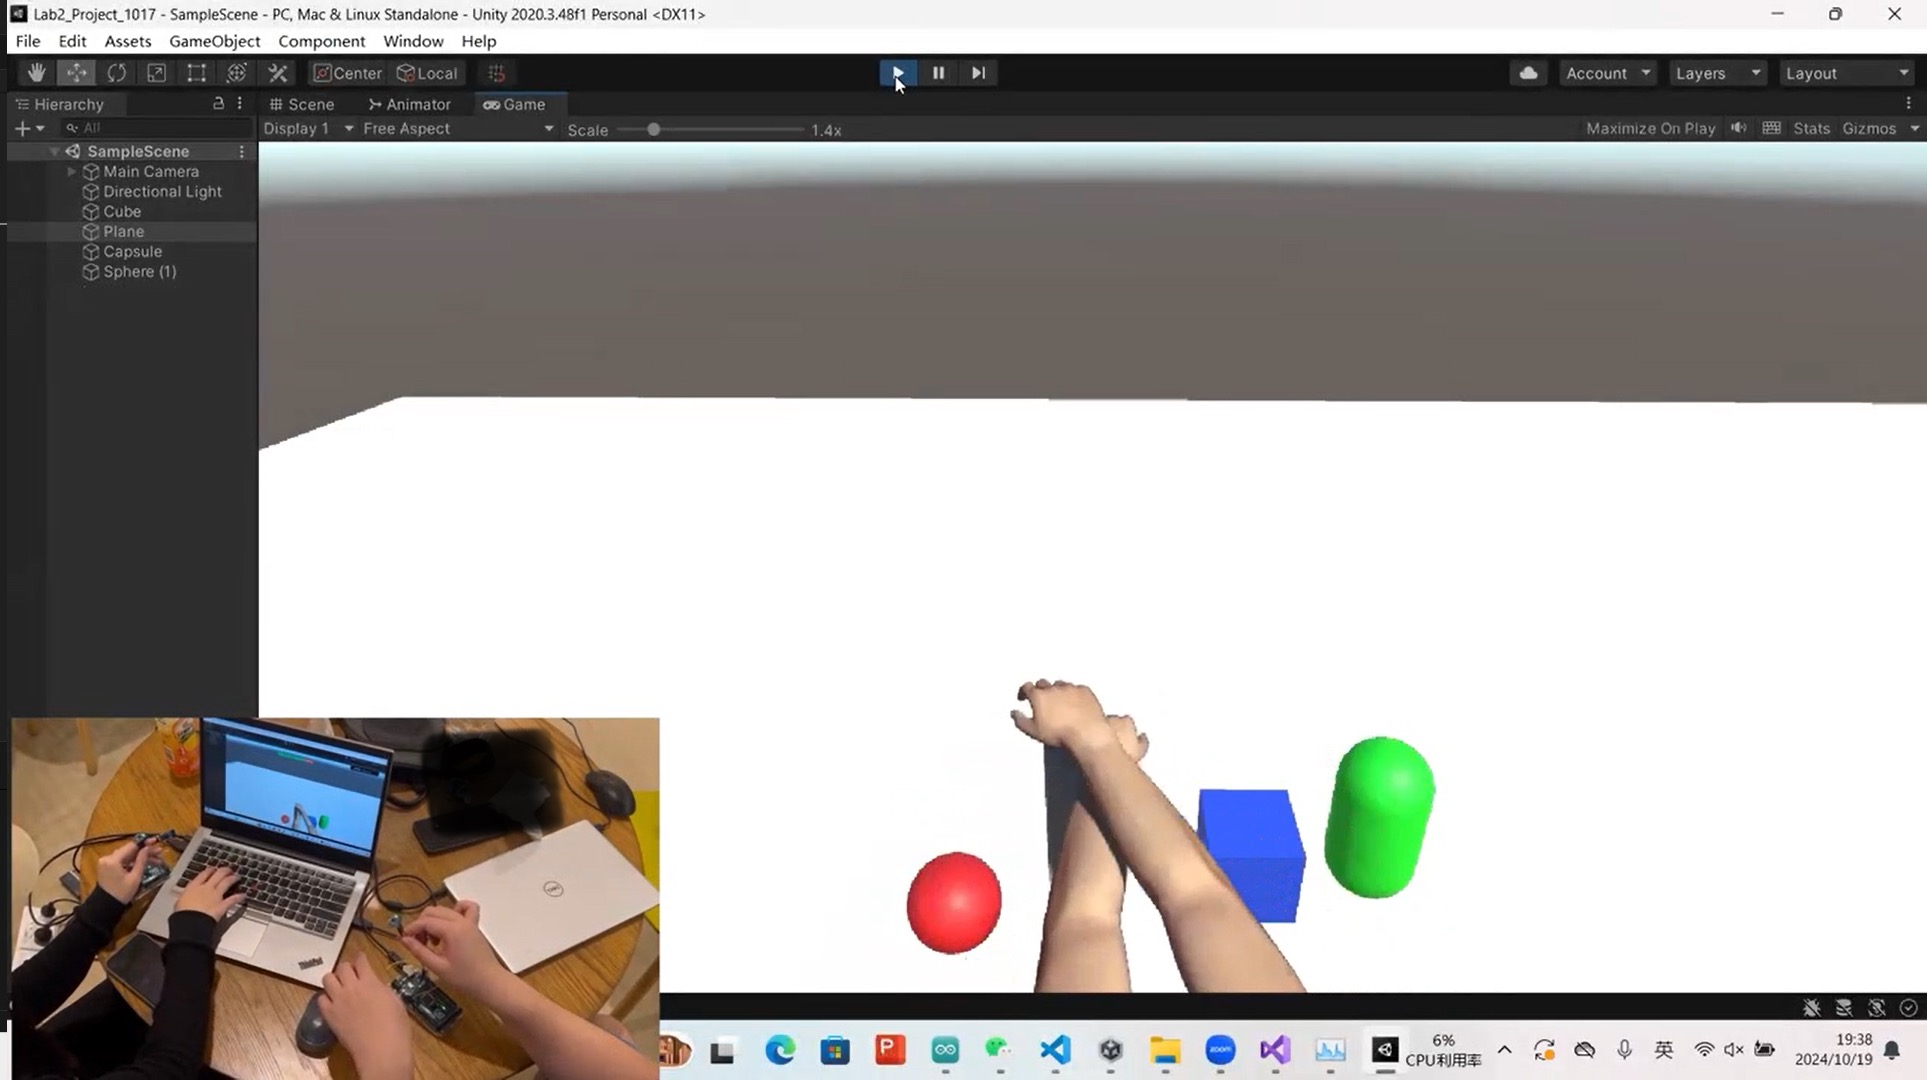 Lab2_Project_1017 - SampleScene - PC, Mac & Linux Standalone - Unity 2020.3.48f1 Personal <DX11>
File Edit Assets GameObject Component Window Help
Center Local Account Layers Layout
Hierarchy Scene Animator Game
All Display 1 Free Aspect Scale 1.4x Maximize On Play Stats Gizmos
SampleScene
Main Camera
Directional Light
Cube
Plane
Capsule
Sphere (1)
ThinkPad
DELL
P
zoom
6%
CPU利用率
英
19:38
2024/10/19